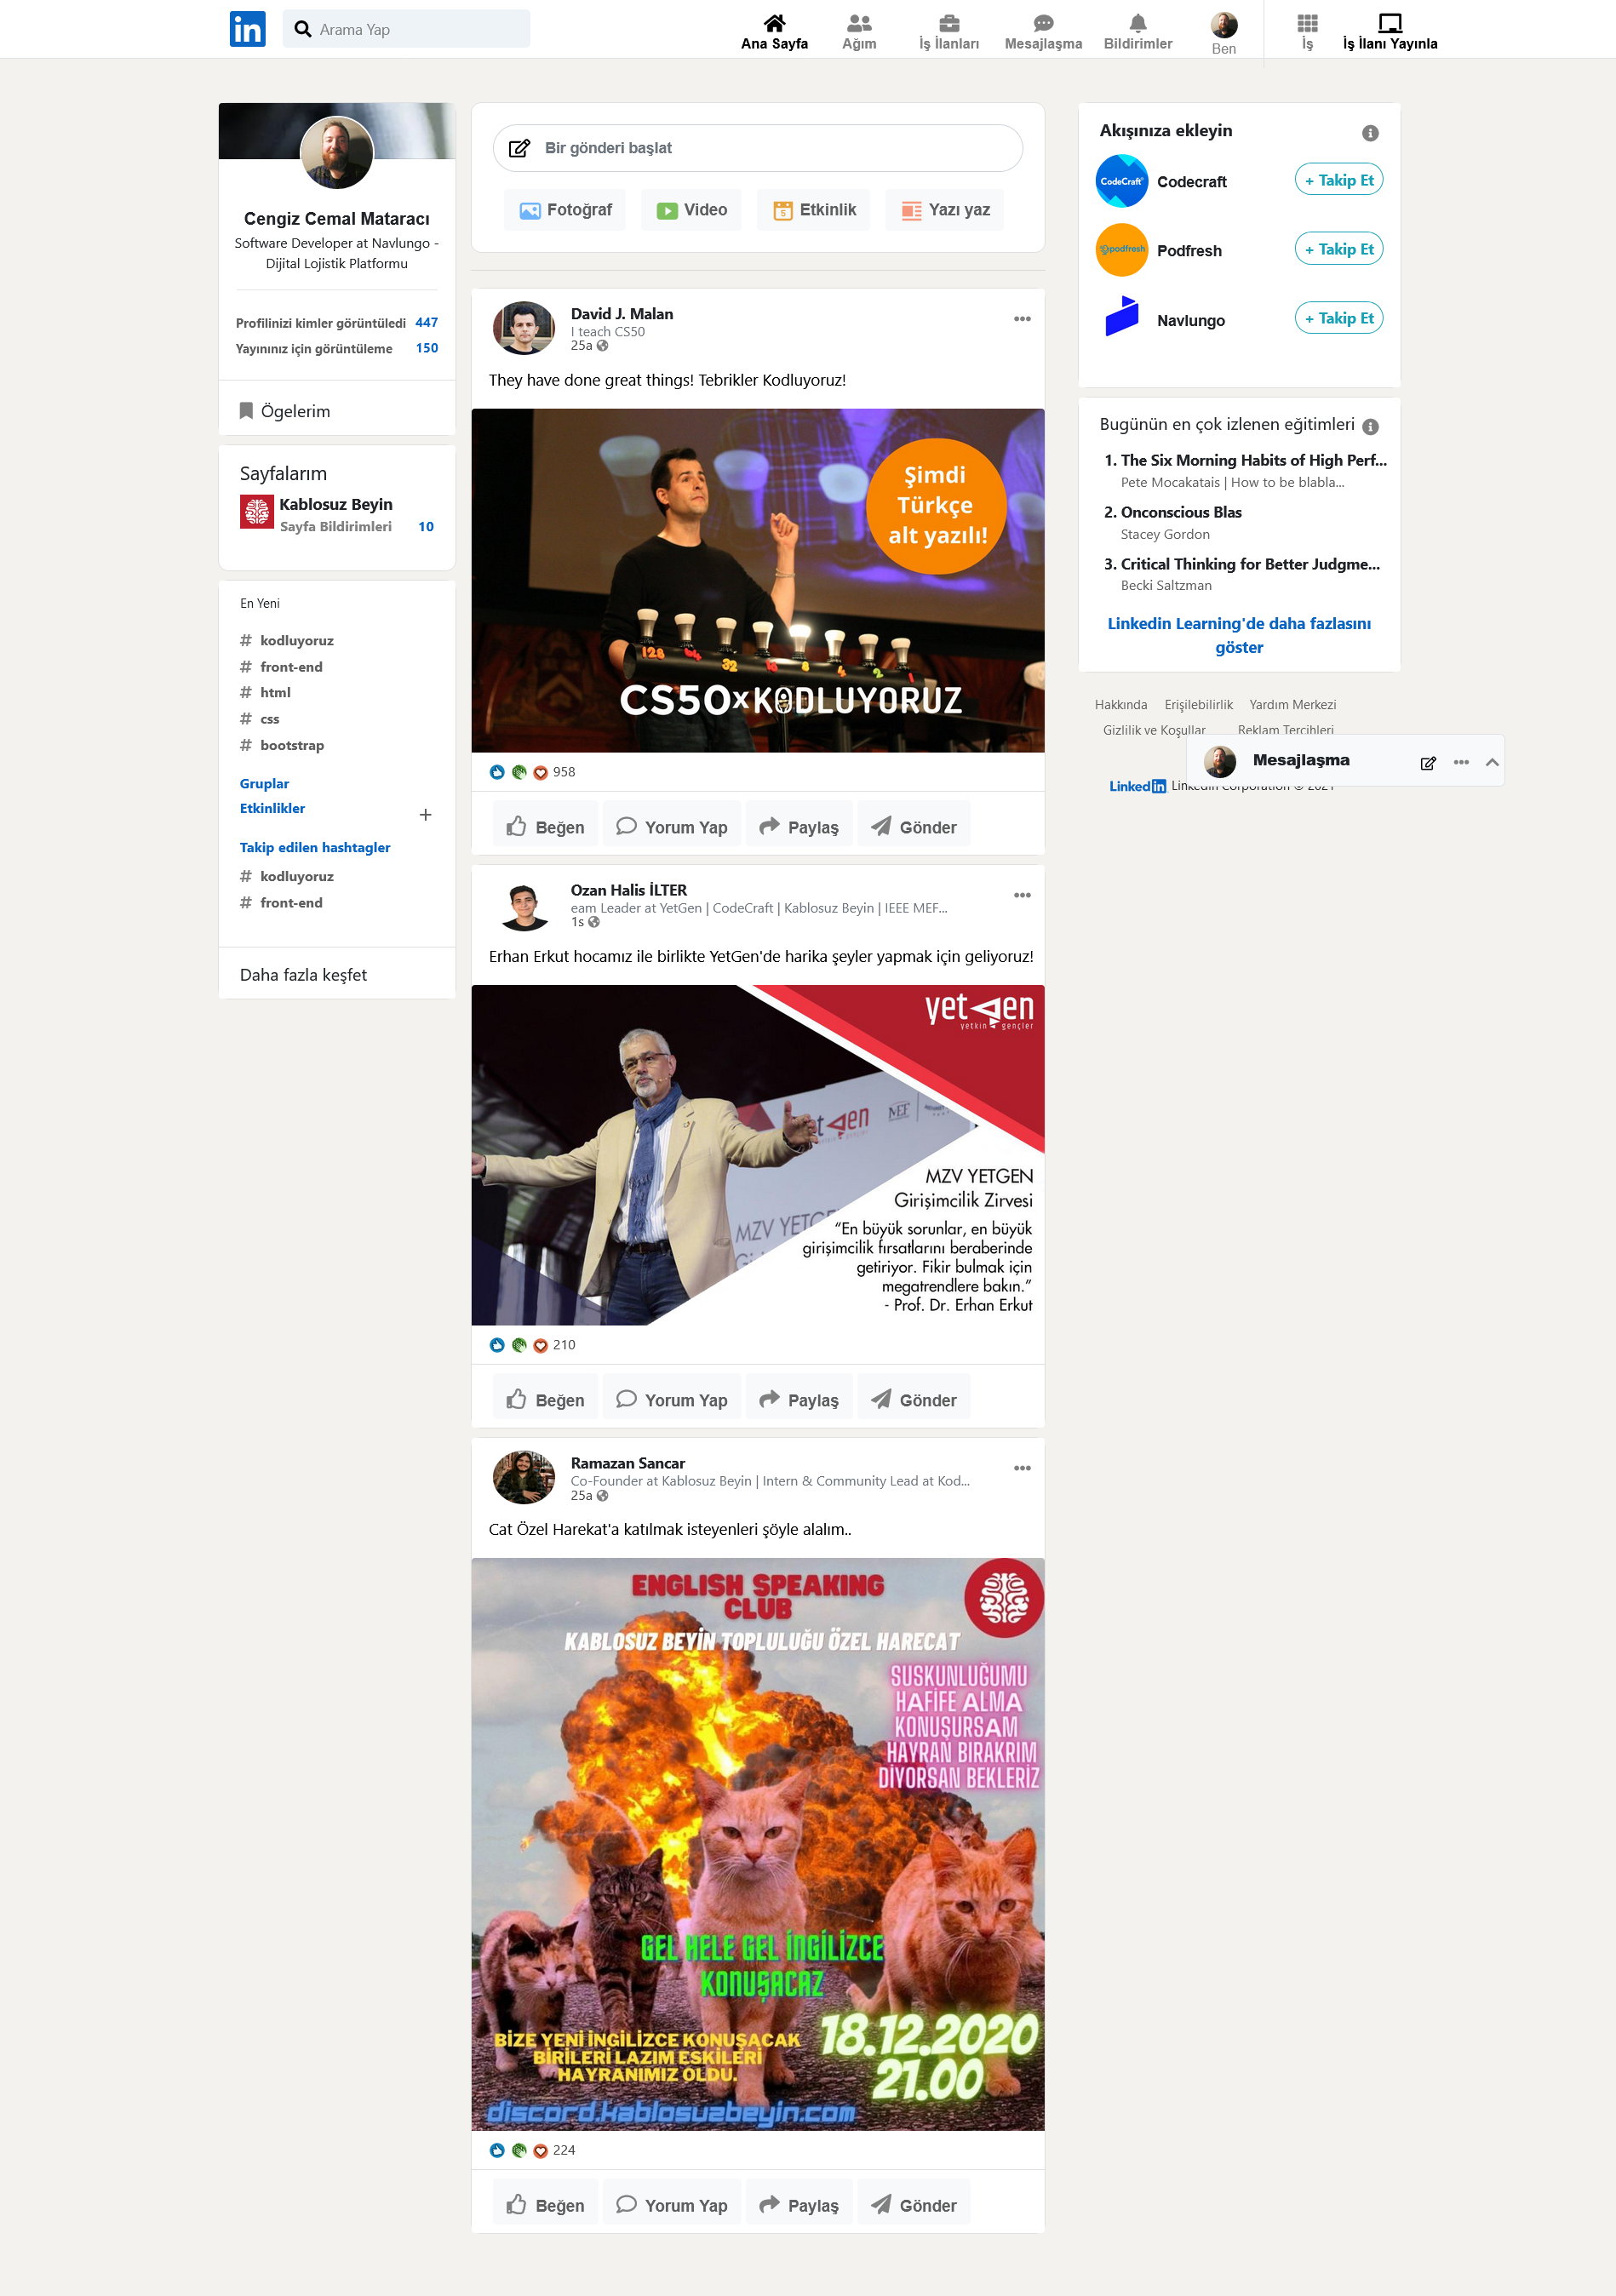 in
Arama Yap
Ana Sayfa
Ağım
İş İlanları
Mesajlaşma
Bildirimler
Ben
İş
İş İlanı Yayınla
Cengiz Cemal Mataracı
Software Developer at Navlungo -
Dijital Lojistik Platformu
Profilinizi kimler görüntüledi 447
Yayınınız için görüntüleme 150
Ögelerim
Sayfalarım
Kablosuz Beyin
Sayfa Bildirimleri 10
En Yeni
# kodluyoruz
# front-end
# html
# css
# bootstrap
Gruplar
Etkinlikler
+
Takip edilen hashtagler
# kodluyoruz
# front-end
Daha fazla keşfet
Bir gönderi başlat
Fotoğraf
Video
5
Etkinlik
Yazı yaz
David J. Malan
I teach CS50
25a
They have done great things! Tebrikler Kodluyoruz!
Şimdi
Türkçe
alt yazılı!
128 64 32 16 8 4 2 1
CS50xKODLUYORUZ
958
Beğen
Yorum Yap
Paylaş
Gönder
Ozan Halis İLTER
eam Leader at YetGen | CodeCraft | Kablosuz Beyin | IEEE MEF...
1s
Erhan Erkut hocamız ile birlikte YetGen'de harika şeyler yapmak için geliyoruz!
yetgen
yetkin gençler
MEF
MZV YETGEN
Girişimcilik Zirvesi
“En büyük sorunlar, en büyük
girişimcilik fırsatlarını beraberinde
getiriyor. Fikir bulmak için
megatrendlere bakın.”
- Prof. Dr. Erhan Erkut
210
Beğen
Yorum Yap
Paylaş
Gönder
Ramazan Sancar
Co-Founder at Kablosuz Beyin | Intern & Community Lead at Kod...
25a
Cat Özel Harekat'a katılmak isteyenleri şöyle alalım..
ENGLISH SPEAKING
CLUB
KABLOSUZ BEYİN TOPLULUĞU ÖZEL HARECAT
SUSKUNLUĞUMU
HAFİFE ALMA
KONUŞURSAM
HAYRAN BIRAKRIM
DİYORSAN BEKLERİZ
GEL HELE GEL İNGİLİZCE
KONUŞACAZ
BİZE YENİ İNGİLİZCE KONUŞACAK
BİRİLERİ LAZIM ESKİLERİ
HAYRANIMIZ OLDU.
18.12.2020
21.00
discord.kablosuzbeyin.com
224
Beğen
Yorum Yap
Paylaş
Gönder
Akışınıza ekleyin
CodeCraft
Codecraft
+ Takip Et
podfresh
Podfresh
+ Takip Et
Navlungo
+ Takip Et
Bugünün en çok izlenen eğitimleri
1. The Six Morning Habits of High Perf...
Pete Mocakatais | How to be blabla...
2. Onconscious Blas
Stacey Gordon
3. Critical Thinking for Better Judgme...
Becki Saltzman
Linkedin Learning'de daha fazlasını
göster
Hakkında
Erişilebilirlik
Yardım Merkezi
Gizlilik ve Koşullar
Reklam Tercihleri
Mesajlaşma
Linkedin Linkedin Corporation © 2021